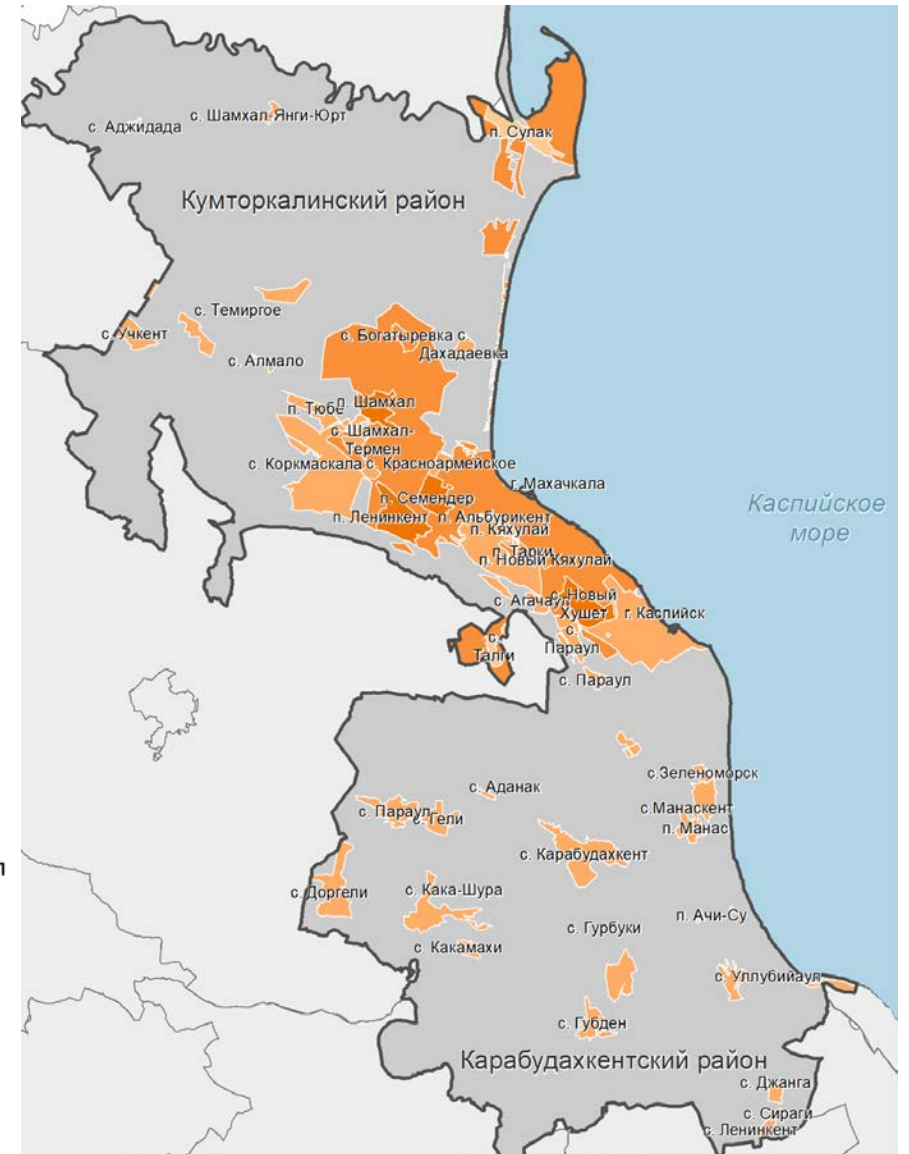 с. Шамхал-Янги-Юрт
с. Аджидада
п. Сулак
Кумторкалинский район
с. Темиргое
с. Учкент
с. Богатыревка с.
Дахадаевка
с. Алмало
п. Шамхал
п. Тюбе
с. Шамхал-
Термен
с. Коркмаскала
с. Красноармейское
г. Махачкала
п. Семендер
п. Ленинкент
п. Альбурикент
п. Кяхулай
п. Тарки
п. Новый Кяхулай
Каспийское
море
с. Агачаул
с. Новый
Хушет
г. Каспийск
с.
Параул
с.
Талги
с. Параул
с.Зеленоморск
с. Аданак
с.Манаскент
с. Параул
с. Гели
п. Манас
с. Карабудахкент
с. Доргели
с. Кака-Шура
п. Ачи-Су
с. Гурбуки
с. Какамахи
с. Уллубийаул
с. Губден
Карабудахкентский район
с. Джанга
с. Сираги
с. Ленинкент